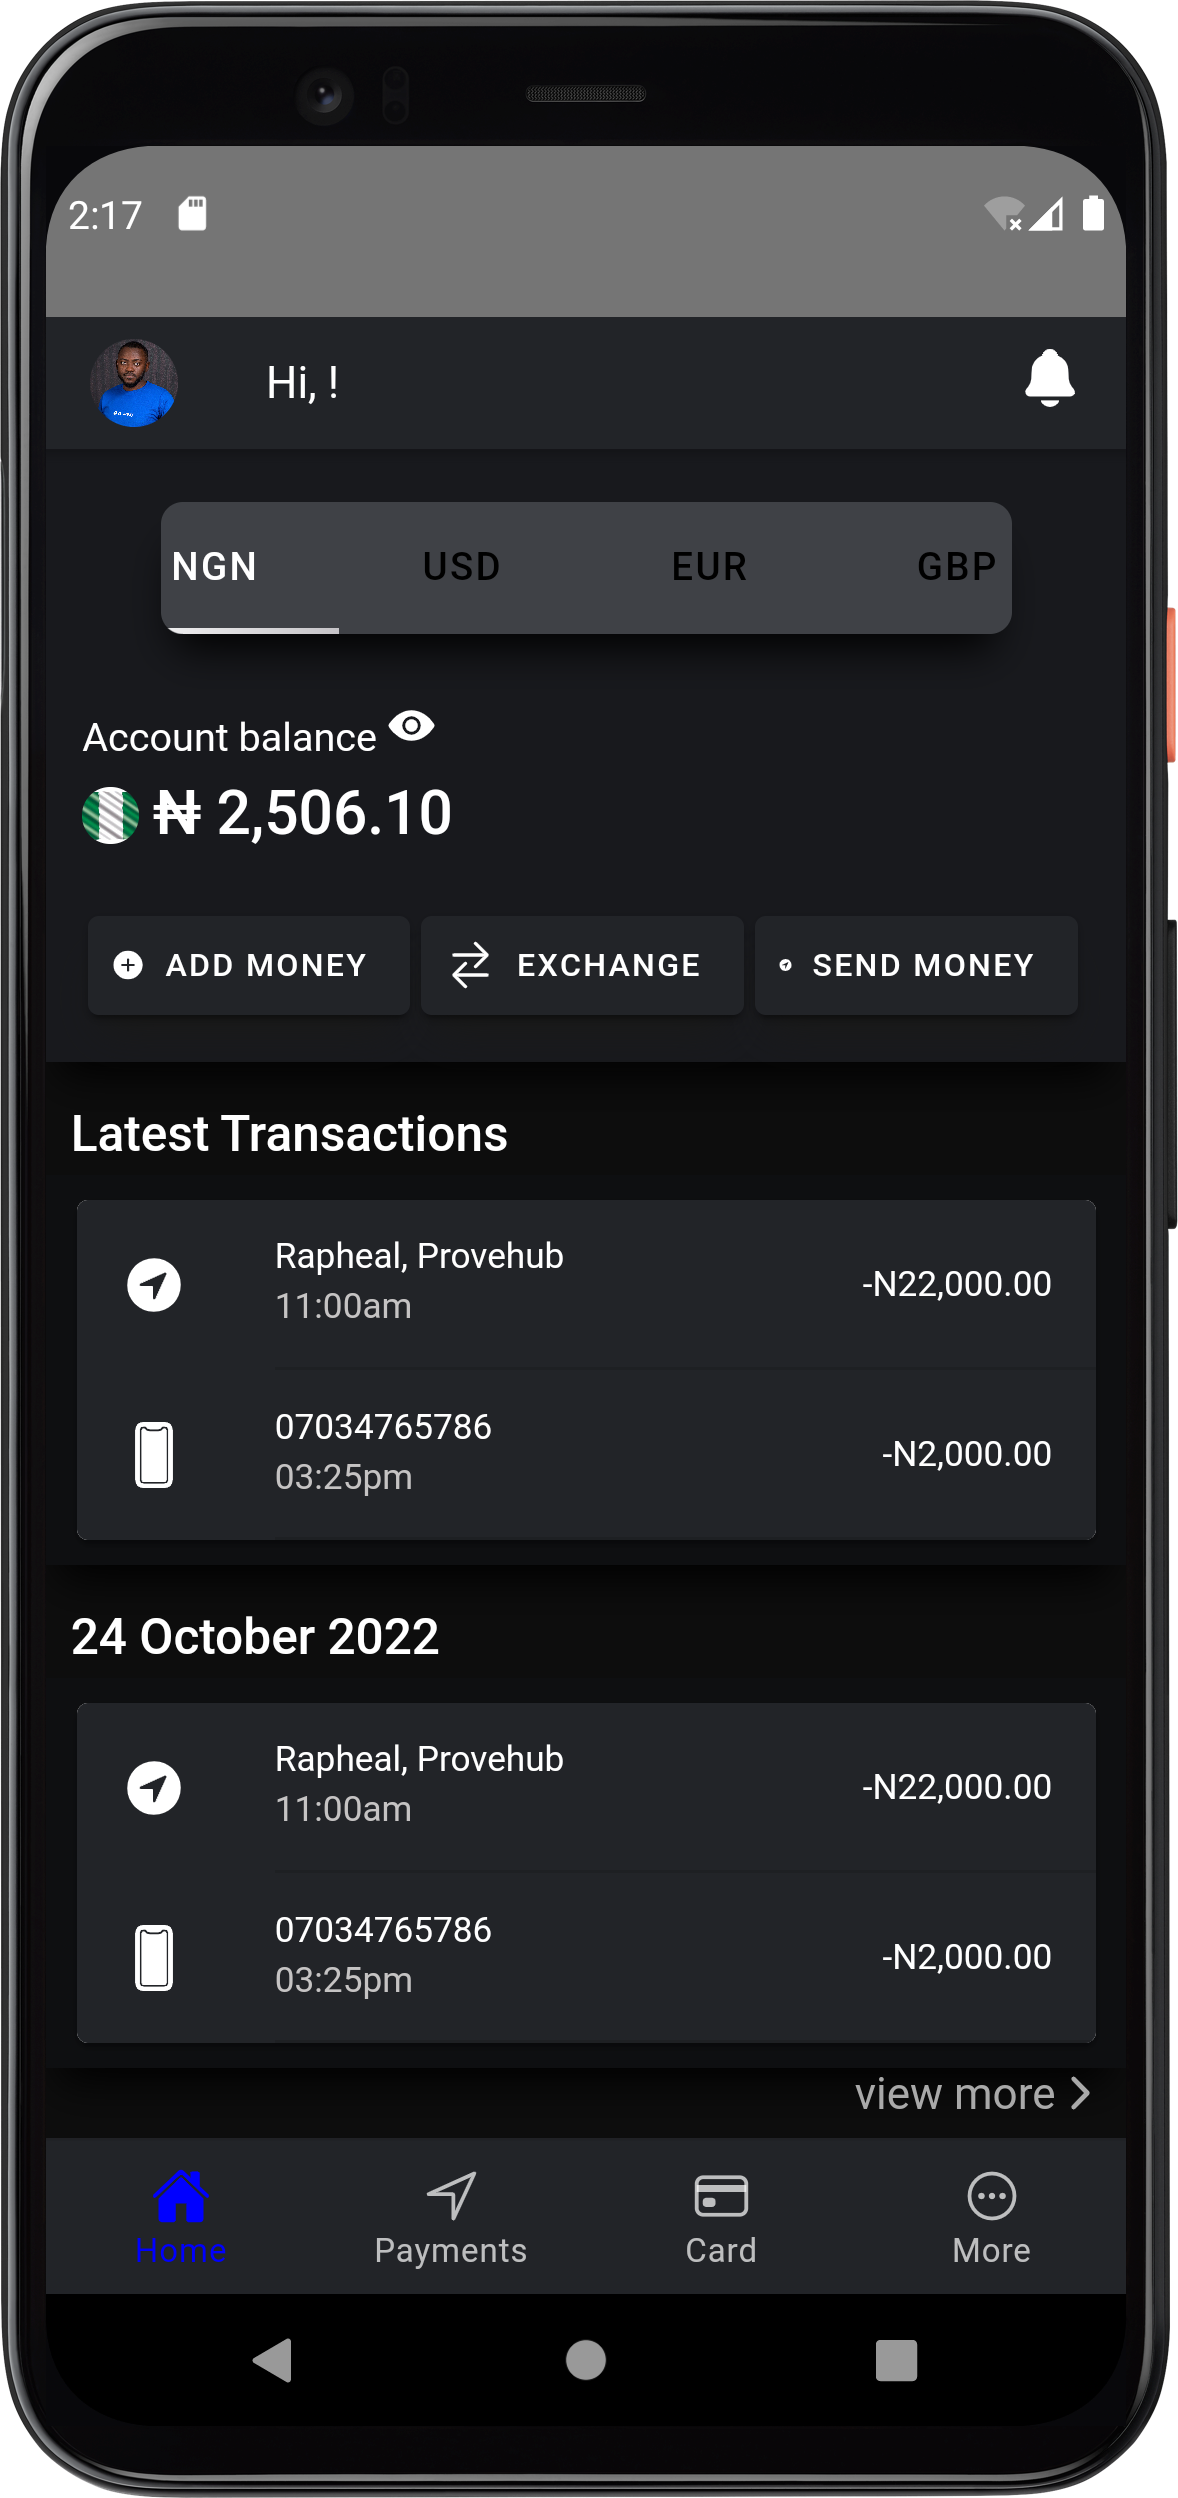 2:17
Hi, !
NGN USD EUR GBP
Account balance
₦ 2,506.10
ADD MONEY EXCHANGE SEND MONEY
Latest Transactions
Rapheal, Provehub
11:00am
-N22,000.00
07034765786
03:25pm
-N2,000.00
24 October 2022
Rapheal, Provehub
11:00am
-N22,000.00
07034765786
03:25pm
-N2,000.00
view more
Home Payments Card More